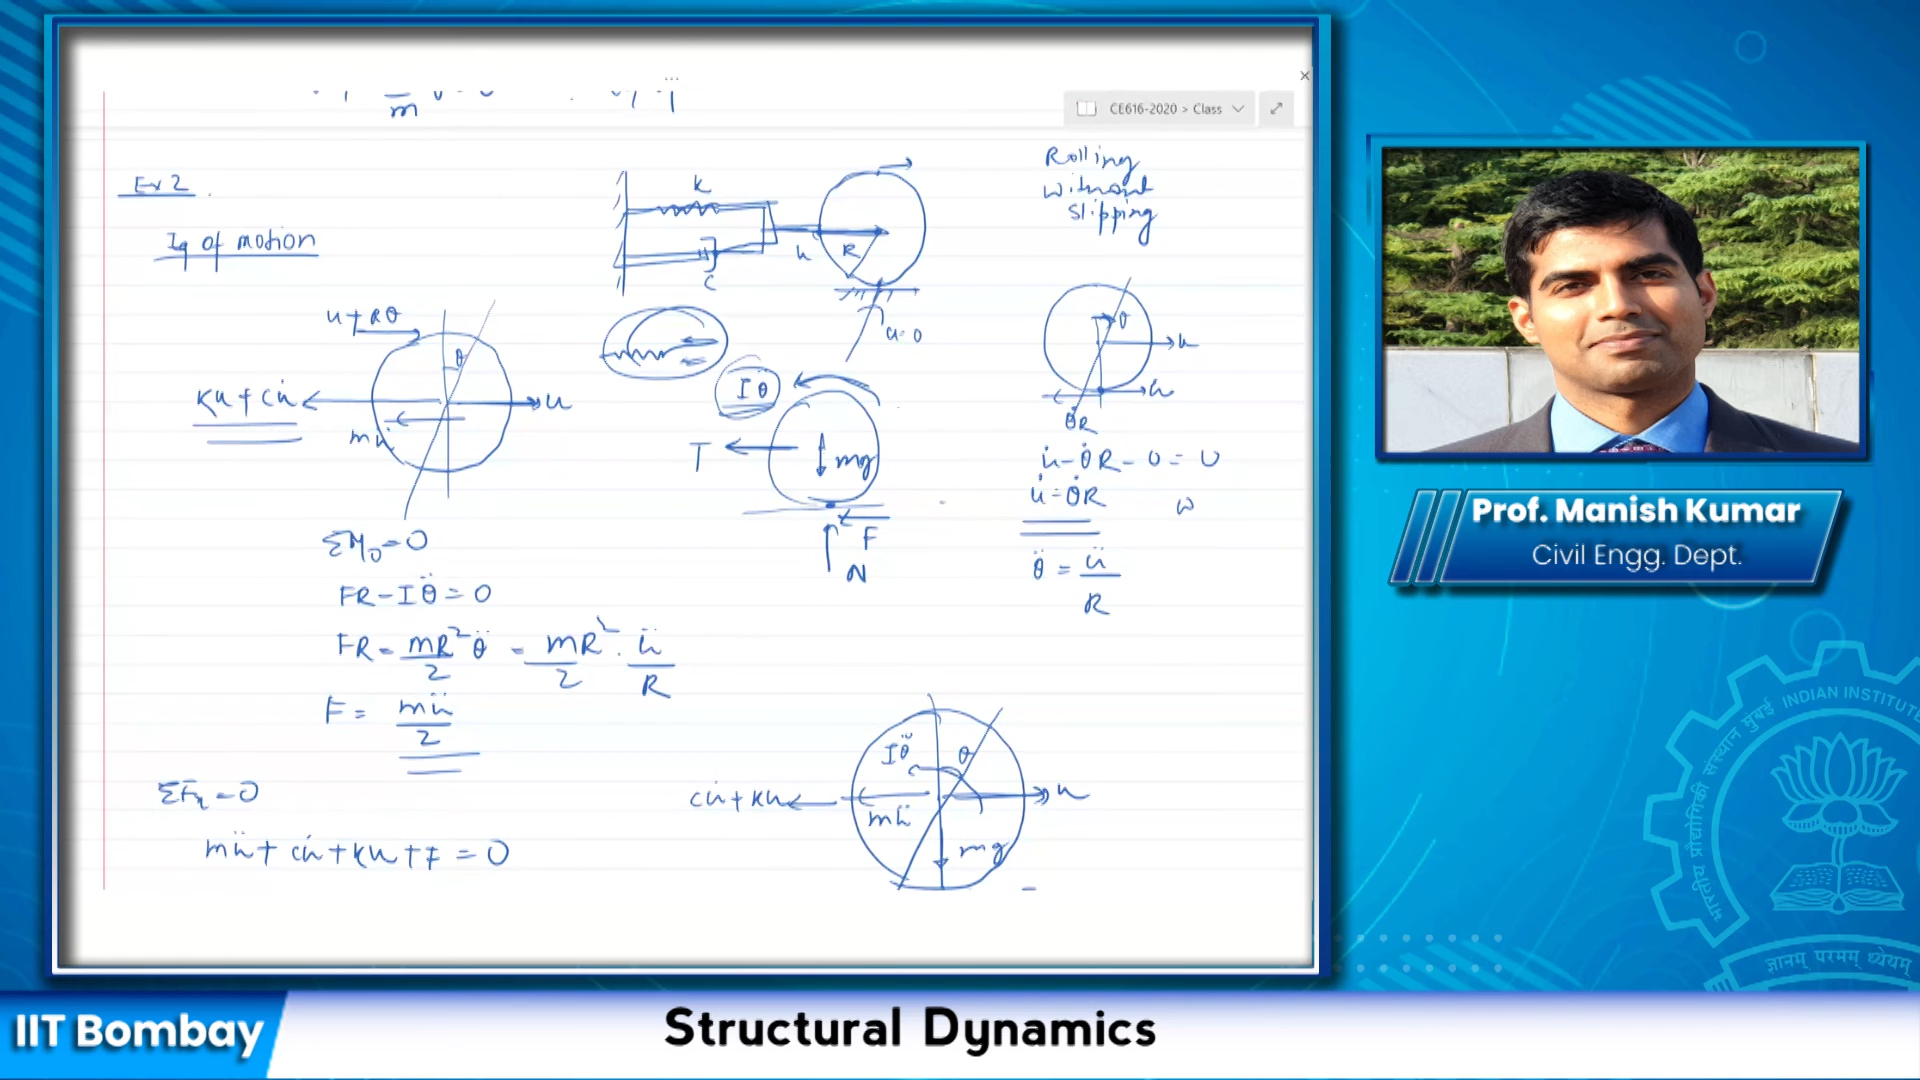 CE616-2020 > Class
m
Ex 2
Eq of motion
K
C
u
R
u=0
Rolling
without
slipping
u+Rθ
θ
Ku + Cu̇
mü
u
Iθ̈
T
mg
F
N
θ
u
u̇
θ̇R
u̇ - θ̇R - 0 = 0
u̇ = θ̇R
ω
θ̈ = ü/R
ΣM₀ = 0
FR - Iθ̈ = 0
FR = mR²/2 θ̈ = mR²/2 · ü/R
F = mü/2
ΣFx = 0
mü + cu̇ + Ku + F = 0
Iθ̈
θ
cu̇ + Ku
mü
u
mg
Prof. Manish Kumar
Civil Engg. Dept.
मुंबई INDIAN INSTITUTE
भारतीय प्रौद्योगिकी संस्थान
ज्ञानम् परमम् ध्येयम्
IIT Bombay
Structural Dynamics